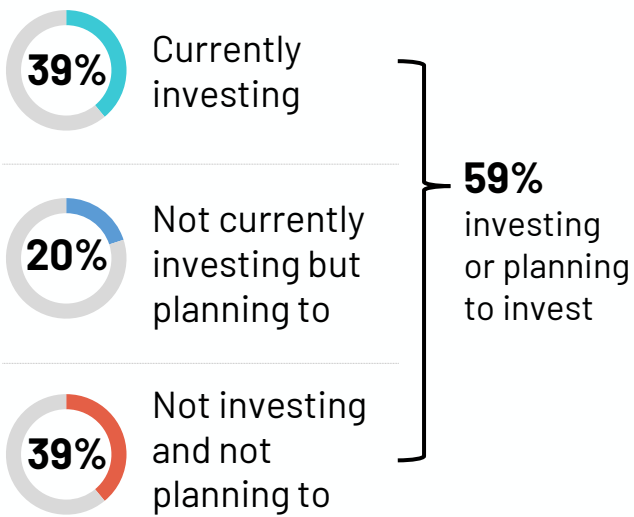 39%
Currently
investing
20%
Not currently
investing but
planning to
39%
Not investing
and not
planning to
59%
investing
or planning
to invest